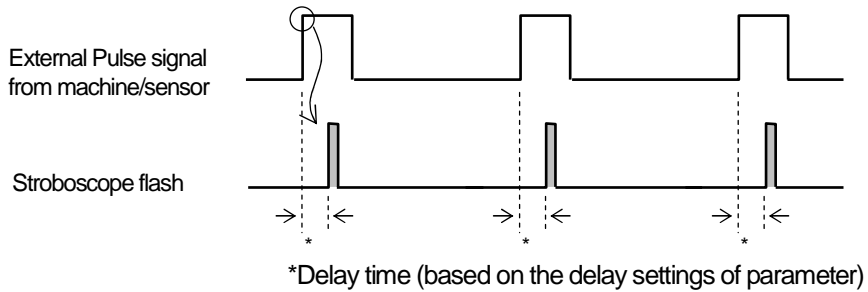 External Pulse signal
from machine/sensor
Stroboscope flash
* * *
*Delay time (based on the delay settings of parameter)